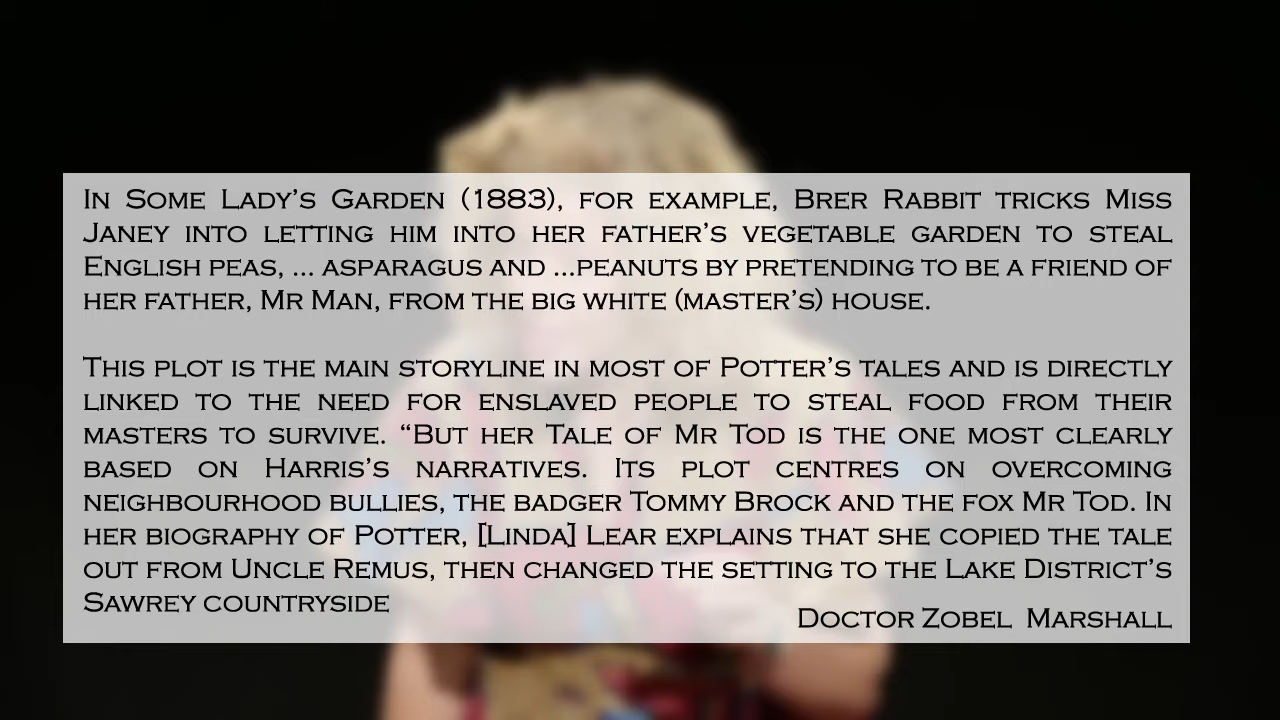 In Some Lady's Garden (1883), for example, Brer Rabbit tricks Miss
Janey into letting him into her father's vegetable garden to steal
English peas, ... asparagus and ...peanuts by pretending to be a friend of
her father, Mr Man, from the big white (master's) house.
This plot is the main storyline in most of Potter's tales and is directly
linked to the need for enslaved people to steal food from their
masters to survive. “But her Tale of Mr Tod is the one most clearly
based on Harris's narratives. Its plot centres on overcoming
neighbourhood bullies, the badger Tommy Brock and the fox Mr Tod. In
her biography of Potter, [Linda] Lear explains that she copied the tale
out from Uncle Remus, then changed the setting to the Lake District's
Sawrey countryside
Doctor Zobel Marshall